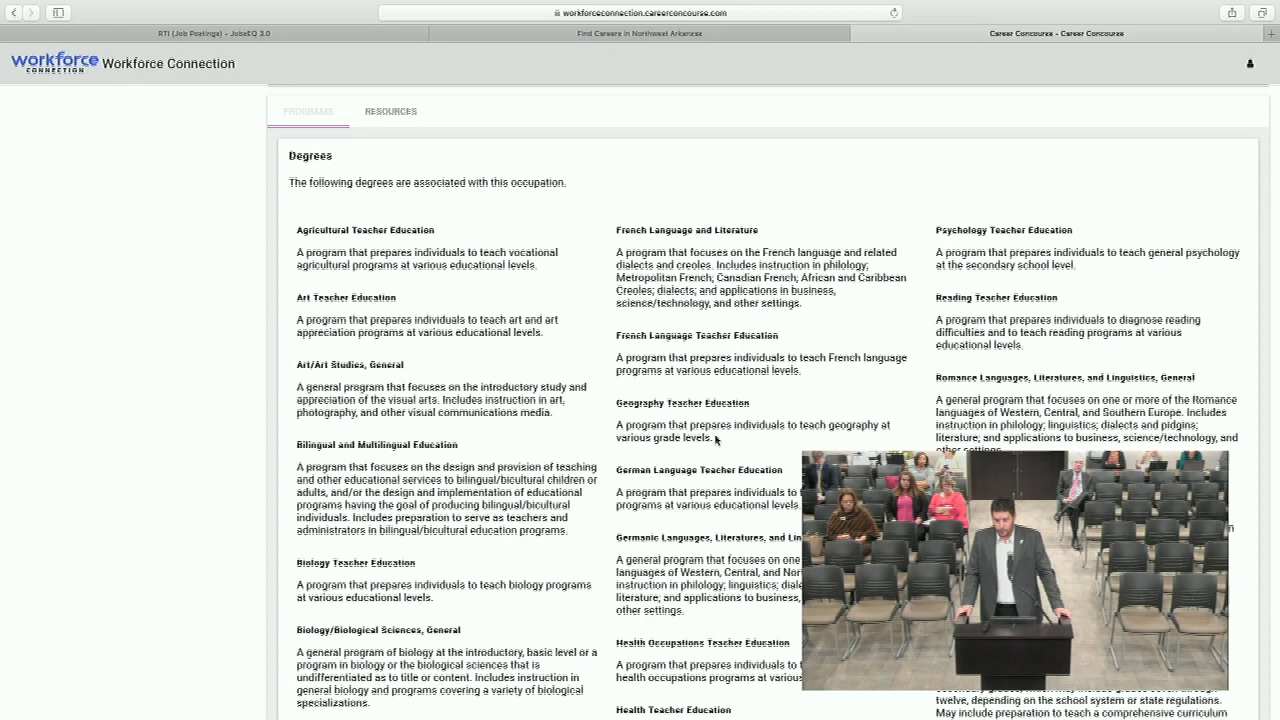 workforceconnection.careerconcourse.com
RTI (Job Postings) - JobsEQ 3.0
Find Careers in Northwest Arkansas
Career Concourse - Career Concourse
workforce
CONNECTION
Workforce Connection
PROGRAMS
RESOURCES
Degrees
The following degrees are associated with this occupation.
Agricultural Teacher Education
A program that prepares individuals to teach vocational
agricultural programs at various educational levels.
Art Teacher Education
A program that prepares individuals to teach art and art
appreciation programs at various educational levels.
Art/Art Studies, General
A general program that focuses on the introductory study and
appreciation of the visual arts. Includes instruction in art,
photography, and other visual communications media.
Bilingual and Multilingual Education
A program that focuses on the design and provision of teaching
and other educational services to bilingual/bicultural children or
adults, and/or the design and implementation of educational
programs having the goal of producing bilingual/bicultural
individuals. Includes preparation to serve as teachers and
administrators in bilingual/bicultural education programs.
Biology Teacher Education
A program that prepares individuals to teach biology programs
at various educational levels.
Biology/Biological Sciences, General
A general program of biology at the introductory, basic level or a
program in biology or the biological sciences that is
undifferentiated as to title or content. Includes instruction in
general biology and programs covering a variety of biological
specializations.
French Language and Literature
A program that focuses on the French language and related
dialects and creoles. Includes instruction in philology;
Metropolitan French; Canadian French; African and Caribbean
Creoles; dialects; and applications in business,
science/technology, and other settings.
French Language Teacher Education
A program that prepares individuals to teach French language
programs at various educational levels.
Geography Teacher Education
A program that prepares individuals to teach geography at
various grade levels.
German Language Teacher Education
A program that prepares individuals to t
programs at various educational levels.
Germanic Languages, Literatures, and Lin
A general program that focuses on one
languages of Western, Central, and Nor
instruction in philology; linguistics; diale
literature; and applications to business,
other settings.
Health Occupations Teacher Education
A program that prepares individuals to t
health occupations programs at various
Health Teacher Education
Psychology Teacher Education
A program that prepares individuals to teach general psychology
at the secondary school level.
Reading Teacher Education
A program that prepares individuals to diagnose reading
difficulties and to teach reading programs at various
educational levels.
Romance Languages, Literatures, and Linguistics, General
A general program that focuses on one or more of the Romance
languages of Western, Central, and Southern Europe. Includes
instruction in philology; linguistics; dialects and pidgins;
literature; and applications to business, science/technology, and
other settings.
twelve, depending on the school system or state regulations.
May include preparation to teach a comprehensive curriculum